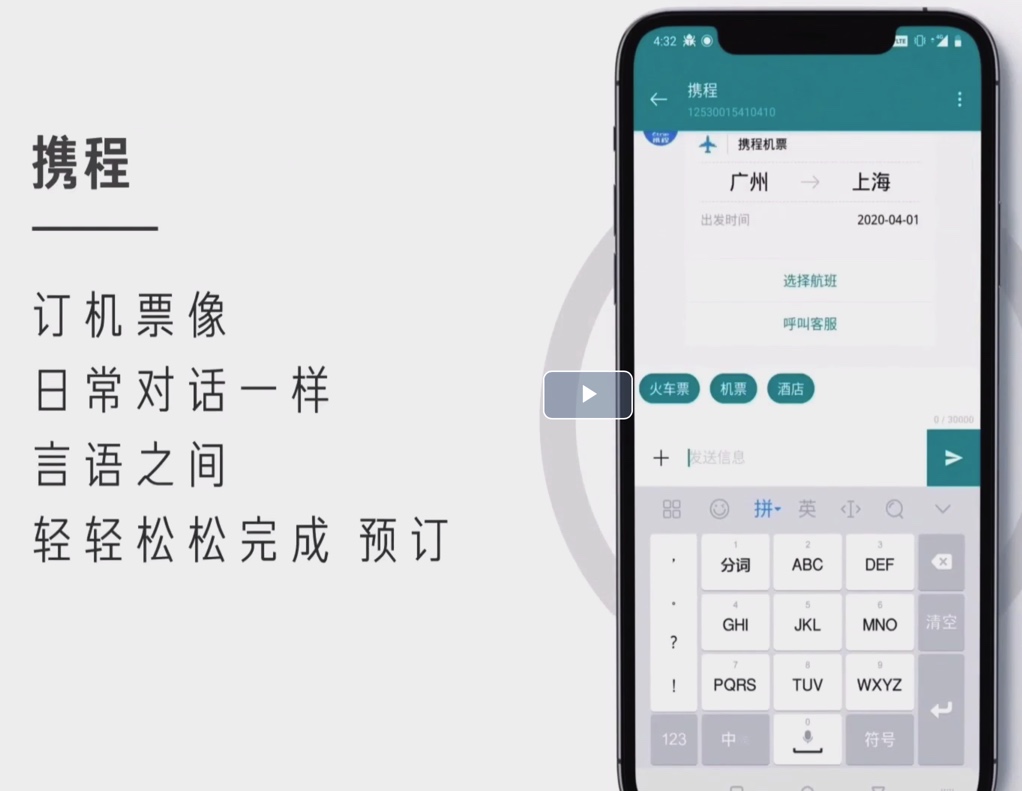 携程
订机票像
日常对话一样
言语之间
轻轻松松完成 预订
4:32
携程
12530015410410
携程
携程机票
广州 → 上海
出发时间 2020-04-01
选择航班
呼叫客服
火车票 机票 酒店
0 / 30000
发送信息
拼 英
1 2 3
分词 ABC DEF
4 5 6
GHI JKL MNO 清空
?
7 8 9
! PQRS TUV WXYZ
0
123 中 符号